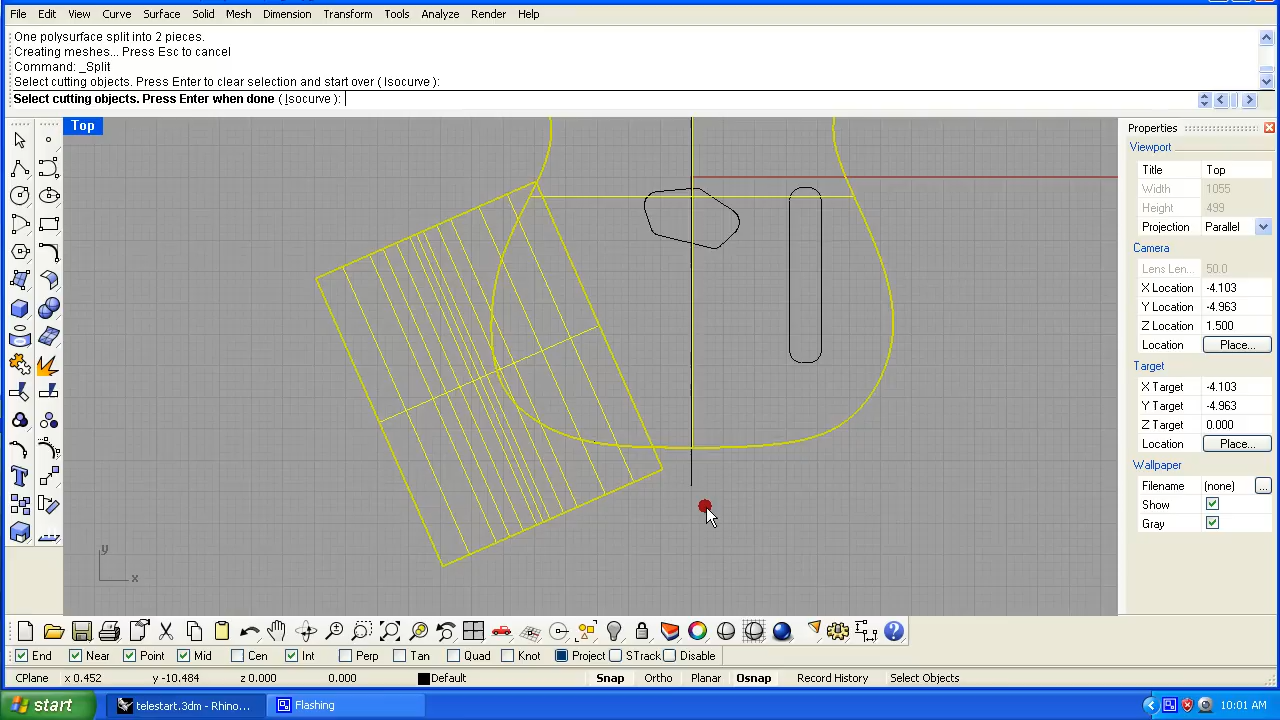 File Edit View Curve Surface Solid Mesh Dimension Transform Tools Analyze Render Help
One polysurface split into 2 pieces.
Creating meshes... Press Esc to cancel
Command: _Split
Select cutting objects. Press Enter to clear selection and start over ( Isocurve ):
Select cutting objects. Press Enter when done ( Isocurve ):
Top
Properties
Viewport
Title Top
Width 1055
Height 499
Projection Parallel
Camera
Lens Len... 50.0
X Location -4.103
Y Location -4.963
Z Location 1.500
Location Place...
Target
X Target -4.103
Y Target -4.963
Z Target 0.000
Location Place...
Wallpaper
Filename (none) ...
Show
Gray
y
x
End Near Point Mid Cen Int Perp Tan Quad Knot Project STrack Disable
CPlane x 0.452 y -10.484 z 0.000 0.000 Default Snap Ortho Planar Osnap Record History Select Objects
start telestart.3dm - Rhino... Flashing 10:01 AM